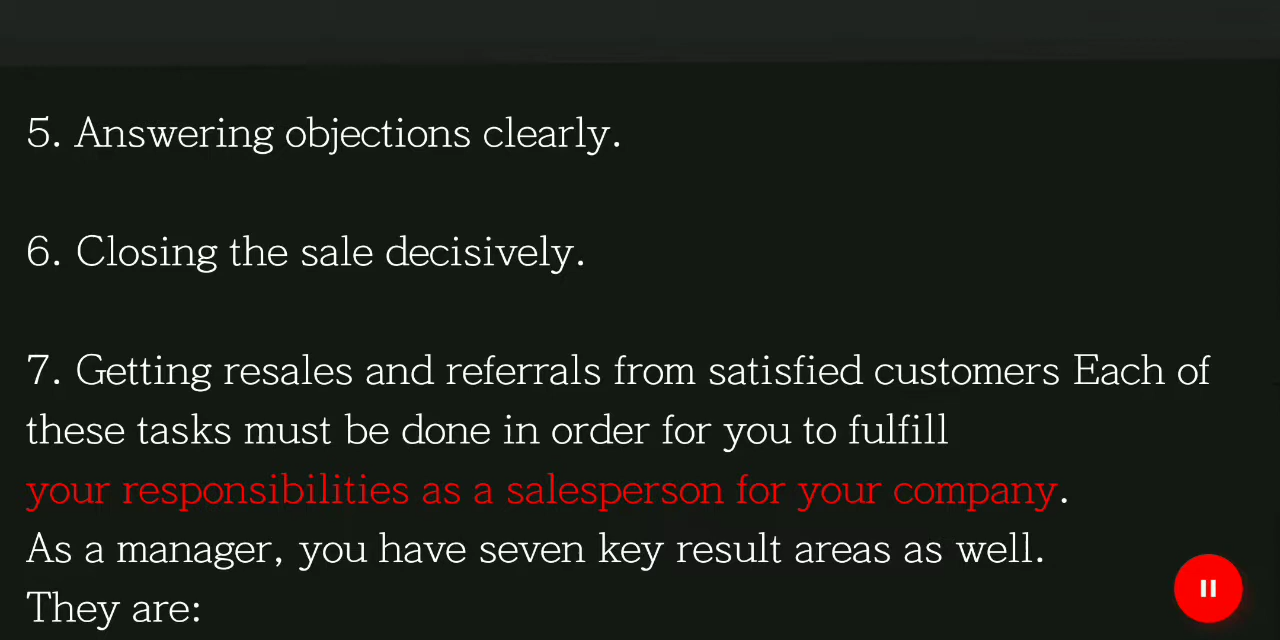 5. Answering objections clearly.
6. Closing the sale decisively.
7. Getting resales and referrals from satisfied customers Each of
these tasks must be done in order for you to fulfill
your responsibilities as a salesperson for your company.
As a manager, you have seven key result areas as well.
They are: